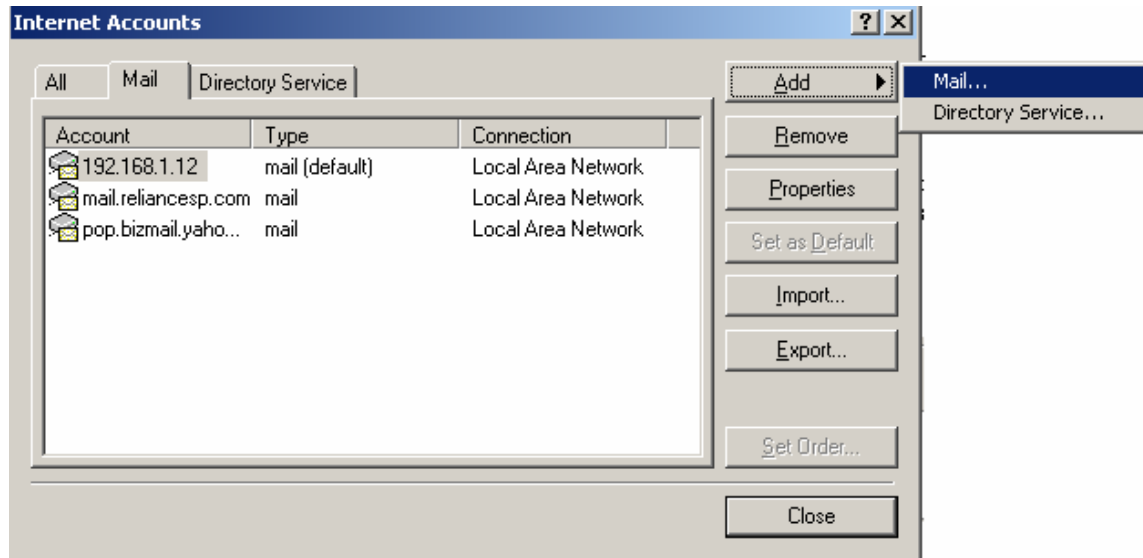 Internet Accounts
All Mail Directory Service
Add
Mail...
Directory Service...
Account Type Connection
Remove
192.168.1.12 mail (default) Local Area Network
mail.reliancesp.com mail Local Area Network
Properties
pop.bizmail.yaho... mail Local Area Network
Set as Default
Import...
Export...
Set Order...
Close